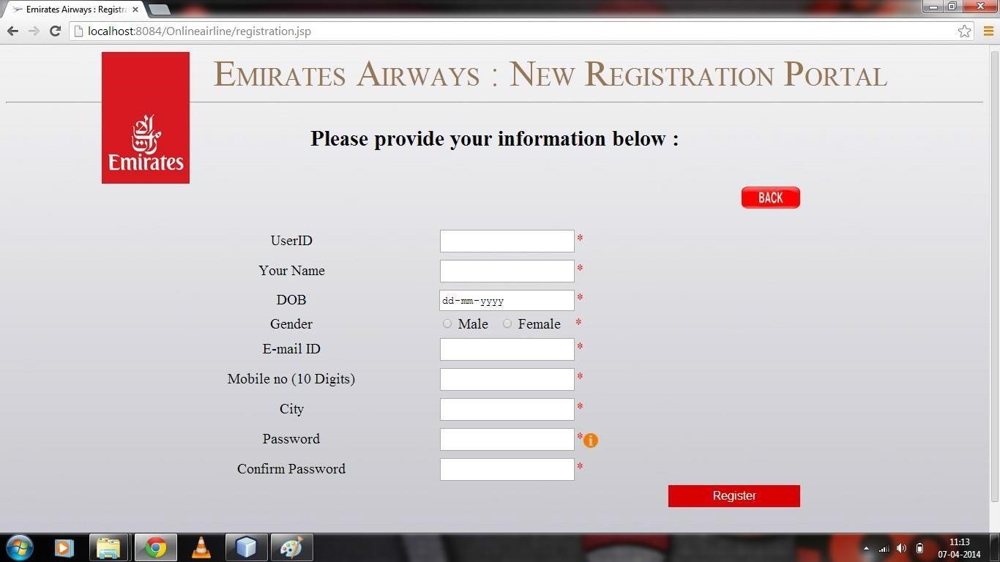 Emirates Airways : Registra
localhost:8084/Onlineairline/registration.jsp
EMIRATES AIRWAYS : NEW REGISTRATION PORTAL
Emirates
Please provide your information below :
BACK
UserID *
Your Name *
DOB dd-mm-yyyy *
Gender Male Female *
E-mail ID *
Mobile no (10 Digits) *
City *
Password * i
Confirm Password *
Register
11:13
07-04-2014